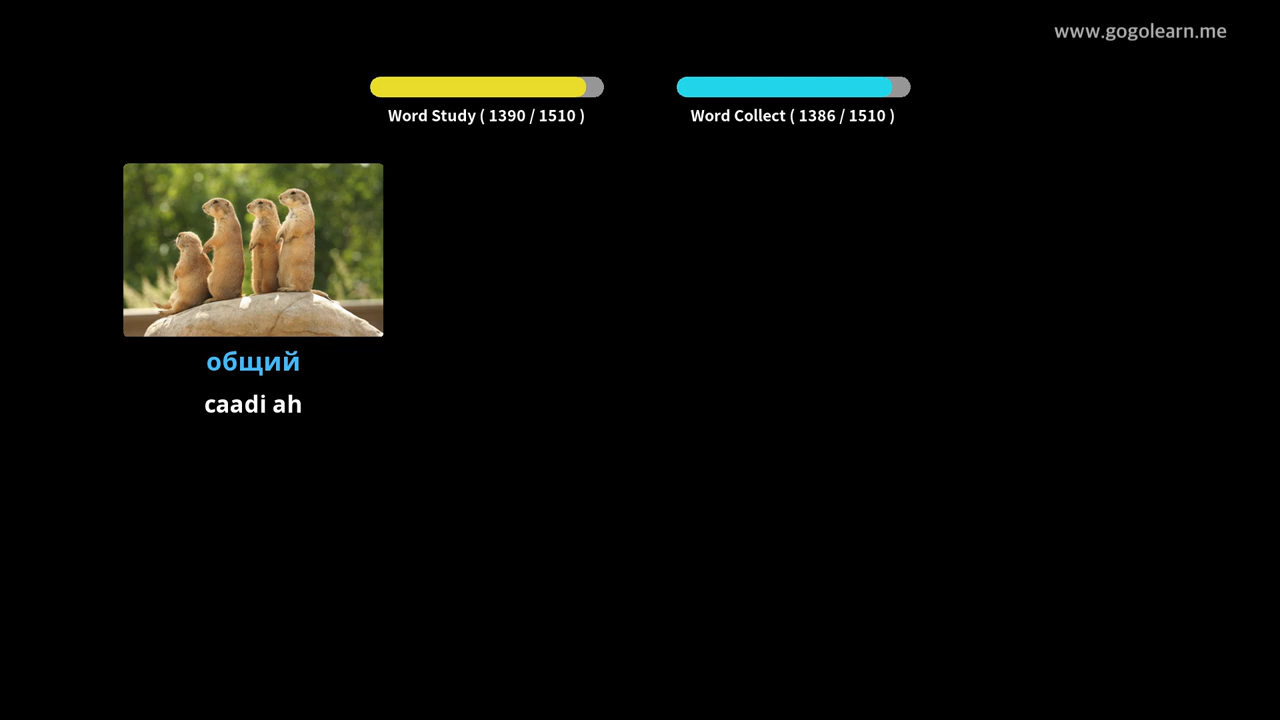 www.gogolearn.me
Word Study ( 1390 / 1510 )
Word Collect ( 1386 / 1510 )
общий
caadi ah